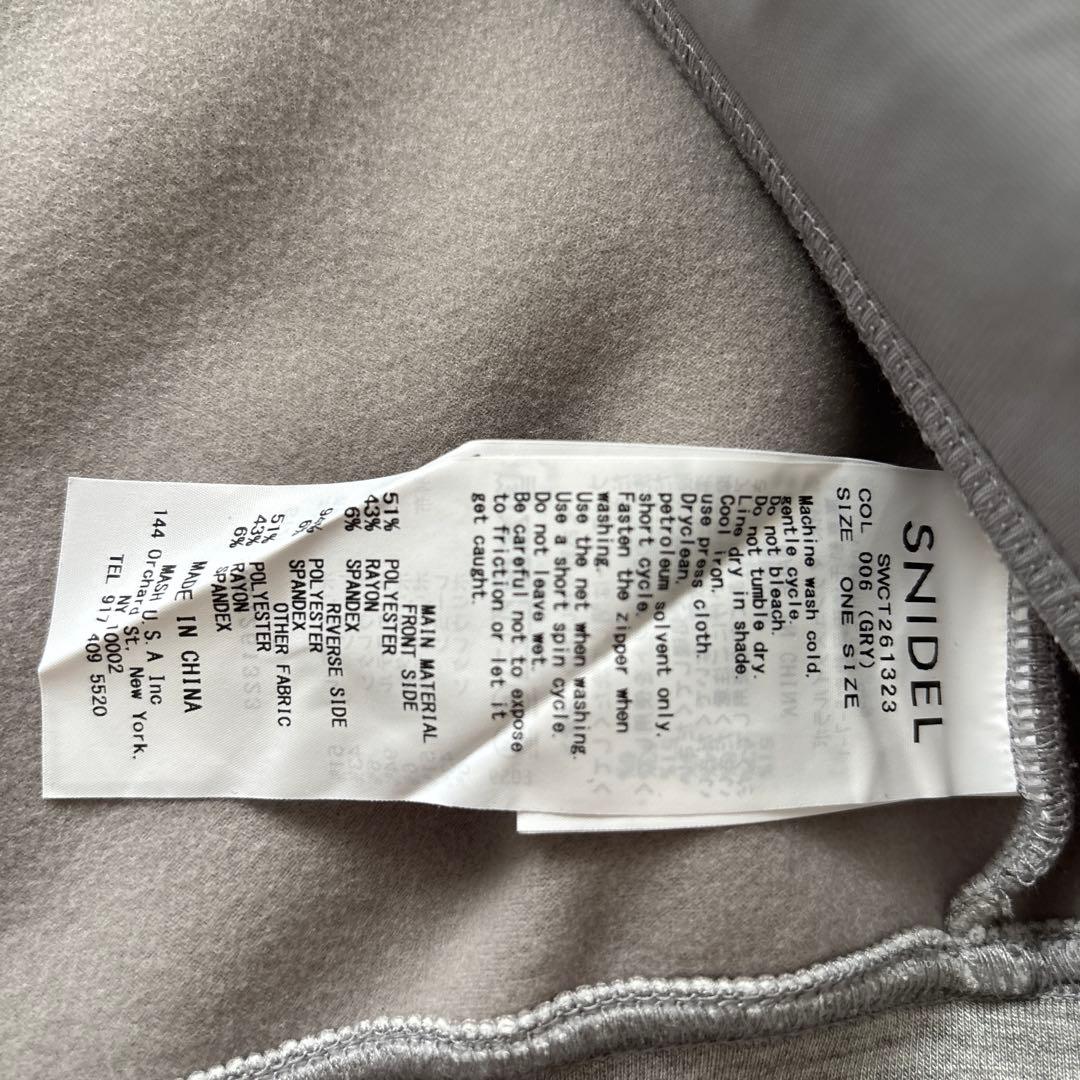 SNIDEL
SWCT261323
COL 006 (GRY)
SIZE ONE SIZE
Machine wash cold,
gentle cycle.
Do not bleach.
Do not tumble dry.
Line dry in shade.
Cool iron.
use press cloth.
Dryclean,
petroleum solvent only.
short cycle.
Fasten the zipper when
washing.
Use the net when washing.
Use a short spin cycle.
Do not leave wet.
Be careful not to expose
to friction or let it
get caught.
MAIN MATERIAL
FRONT SIDE
51% POLYESTER
43% RAYON
6% SPANDEX
REVERSE SIDE
POLYESTER
6% SPANDEX
OTHER FABRIC
51% POLYESTER
43% RAYON
6% SPANDEX
MADE IN CHINA
MASH U.S.A Inc
144 Orchard St. New York.
NY 10002
TEL 917 409 5520